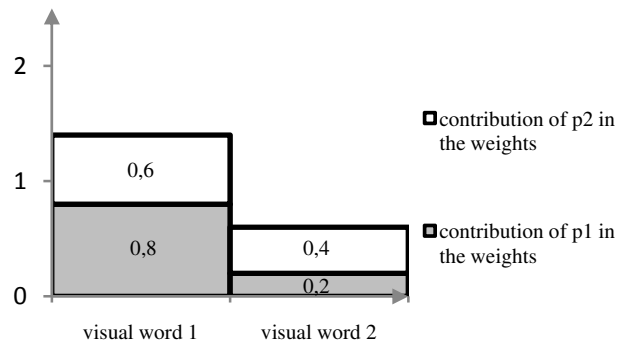 2
1
0
0,6
0,8
0,4
0,2
visual word 1
visual word 2
contribution of p2 in
the weights
contribution of p1 in
the weights